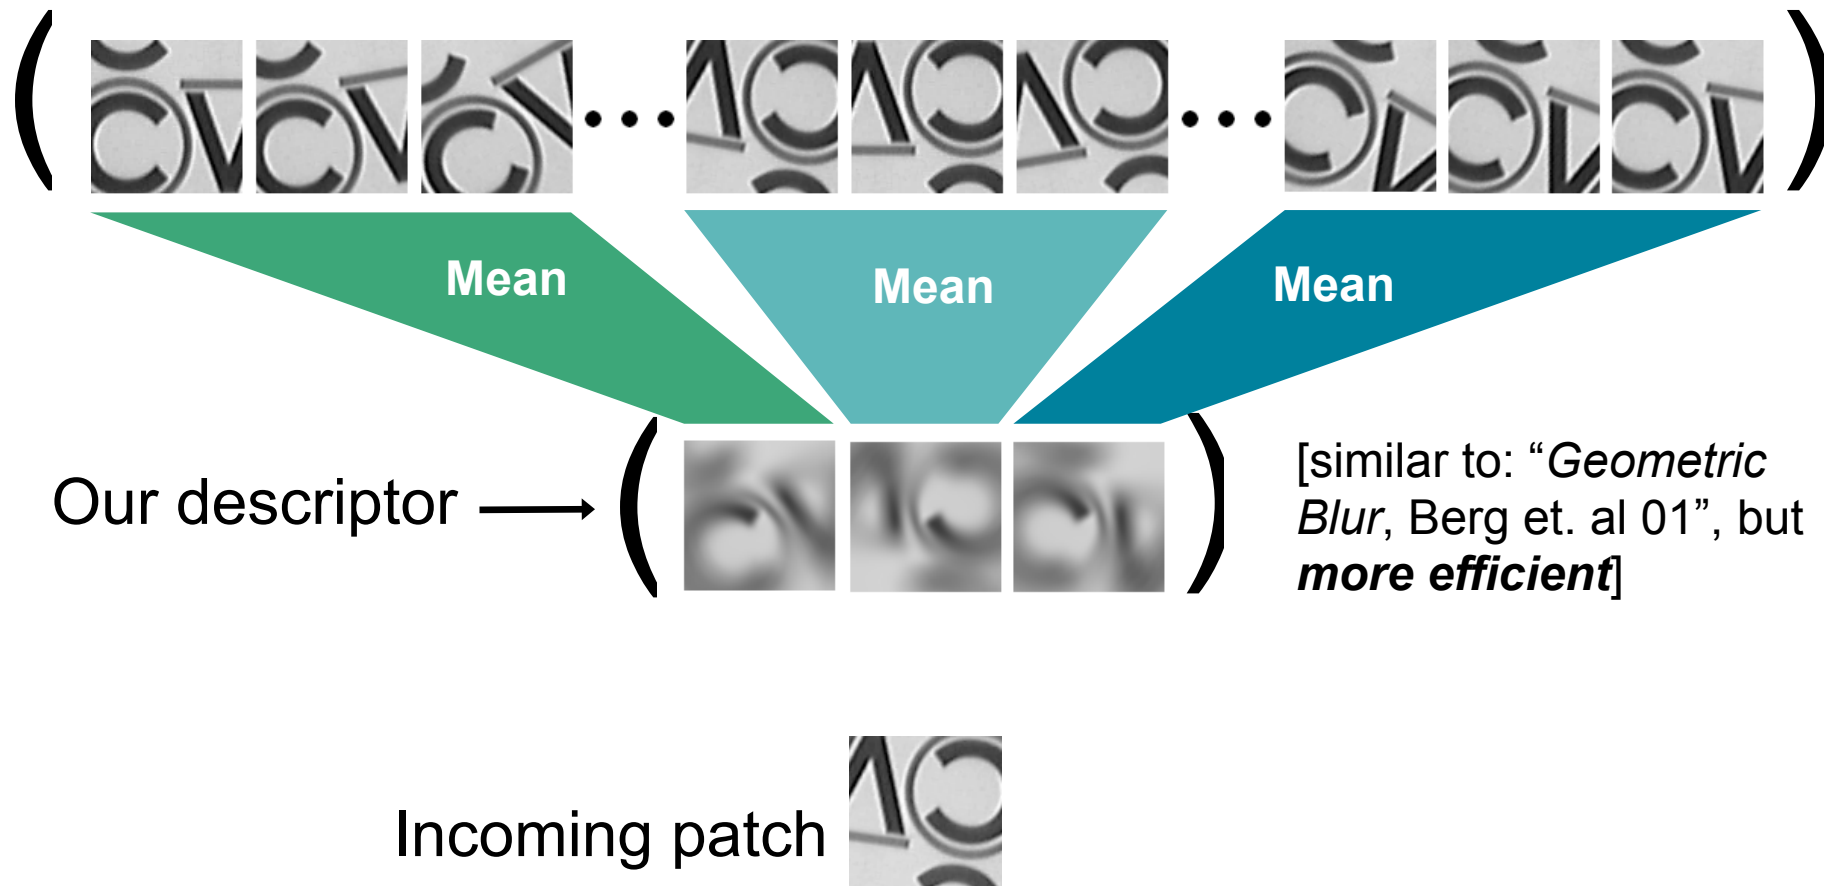 Mean
Mean
Mean
Our descriptor
[similar to: “Geometric
Blur, Berg et. al 01”, but
more efficient]
Incoming patch